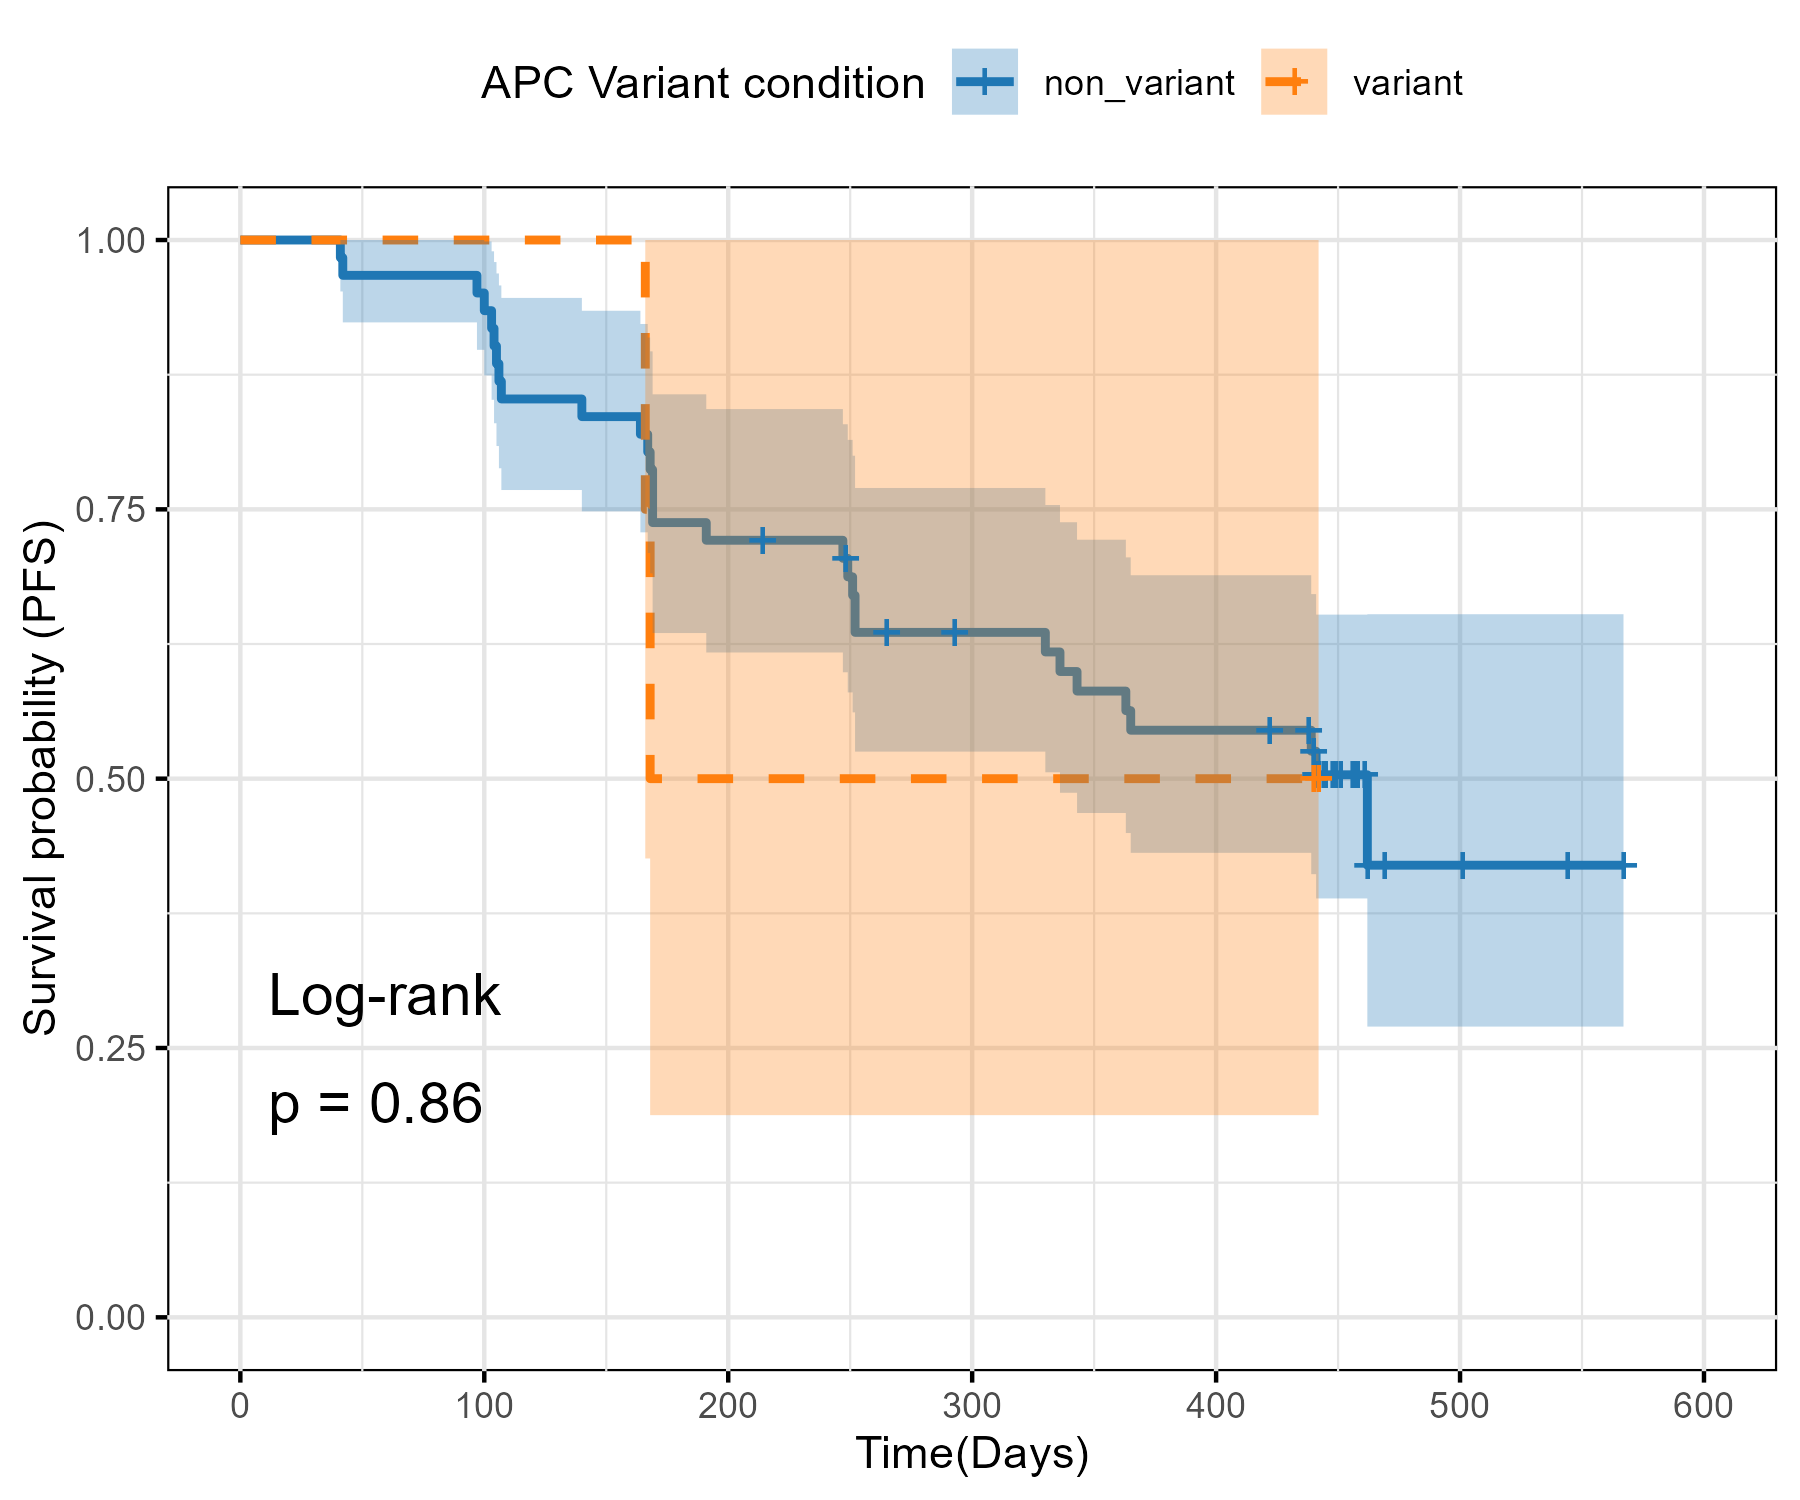 APC Variant condition non_variant variant
1.00
0.75
0.50
0.25
0.00
Survival probability (PFS)
Log-rank
p = 0.86
0 100 200 300 400 500 600
Time(Days)